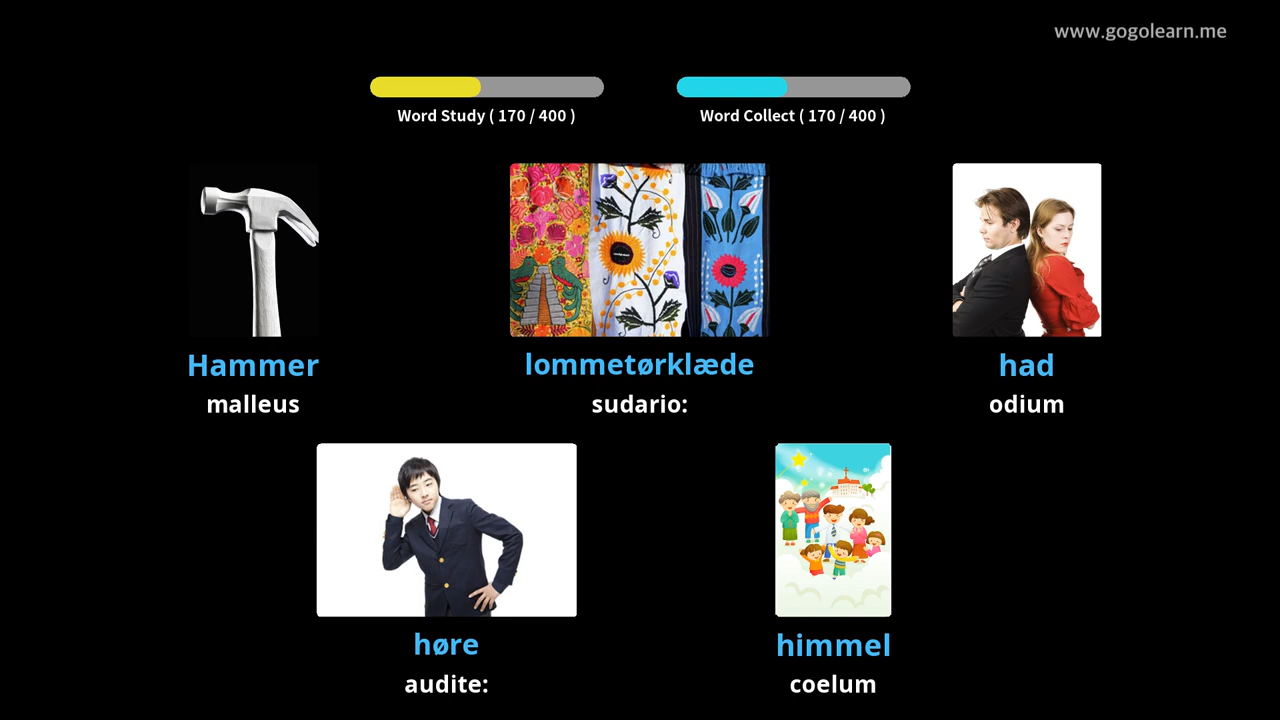 www.gogolearn.me
Word Study ( 170 / 400 )
Word Collect ( 170 / 400 )
Hammer
malleus
lommetørklæde
sudario:
had
odium
høre
audite:
himmel
coelum